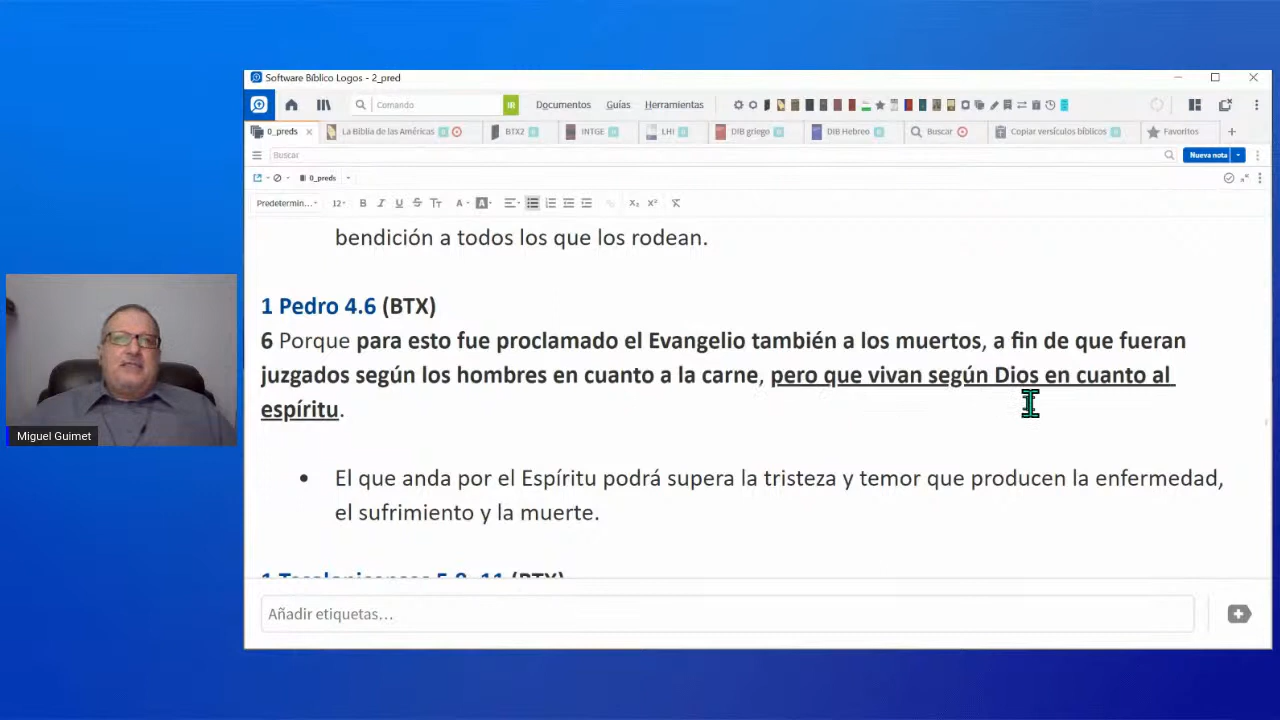 Software Bíblico Logos - 2_pred
Comando
IR
Documentos
Guías
Herramientas
0_preds
La Biblia de las Américas
BTX2
INTGE
LHI
DIB griego
DIB Hebreo
Buscar
Copiar versículos bíblicos
Favoritos
Buscar
Nueva nota
0_preds
Predetermin...
12
bendición a todos los que los rodean.
1 Pedro 4.6 (BTX)
6 Porque para esto fue proclamado el Evangelio también a los muertos, a fin de que fueran
juzgados según los hombres en cuanto a la carne, pero que vivan según Dios en cuanto al
espíritu.
Miguel Guimet
• El que anda por el Espíritu podrá supera la tristeza y temor que producen la enfermedad,
el sufrimiento y la muerte.
Añadir etiquetas…